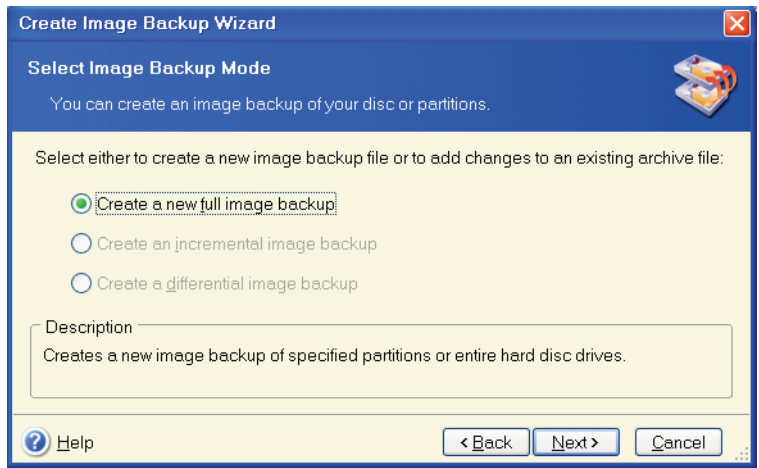 Create Image Backup Wizard
Select Image Backup Mode
You can create an image backup of your disc or partitions.
Select either to create a new image backup file or to add changes to an existing archive file:
Create a new full image backup
Create an incremental image backup
Create a differential image backup
Description
Creates a new image backup of specified partitions or entire hard disc drives.
? Help
< Back
Next >
Cancel